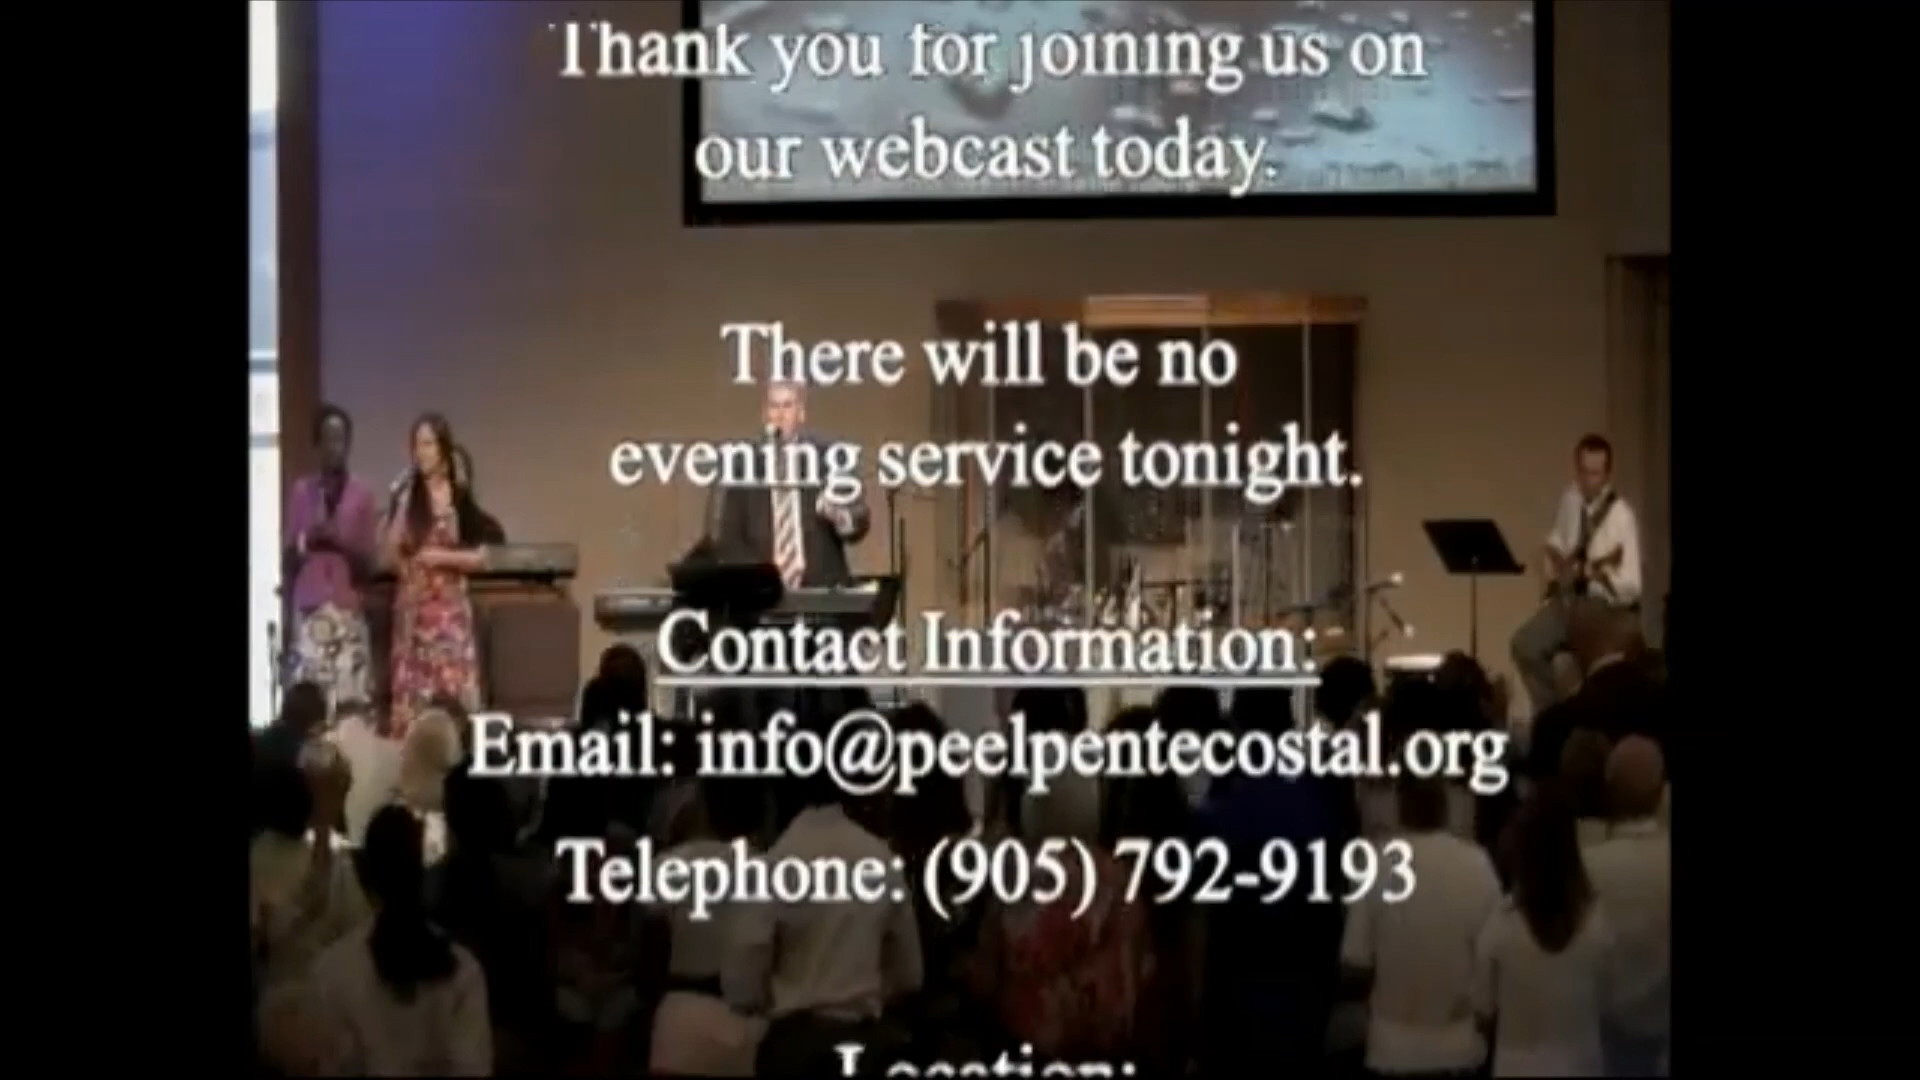 Thank you for joining us on
our webcast today.
There will be no
evening service tonight.
Contact Information:
Email: info@peelpentecostal.org
Telephone: (905) 792-9193
Location: